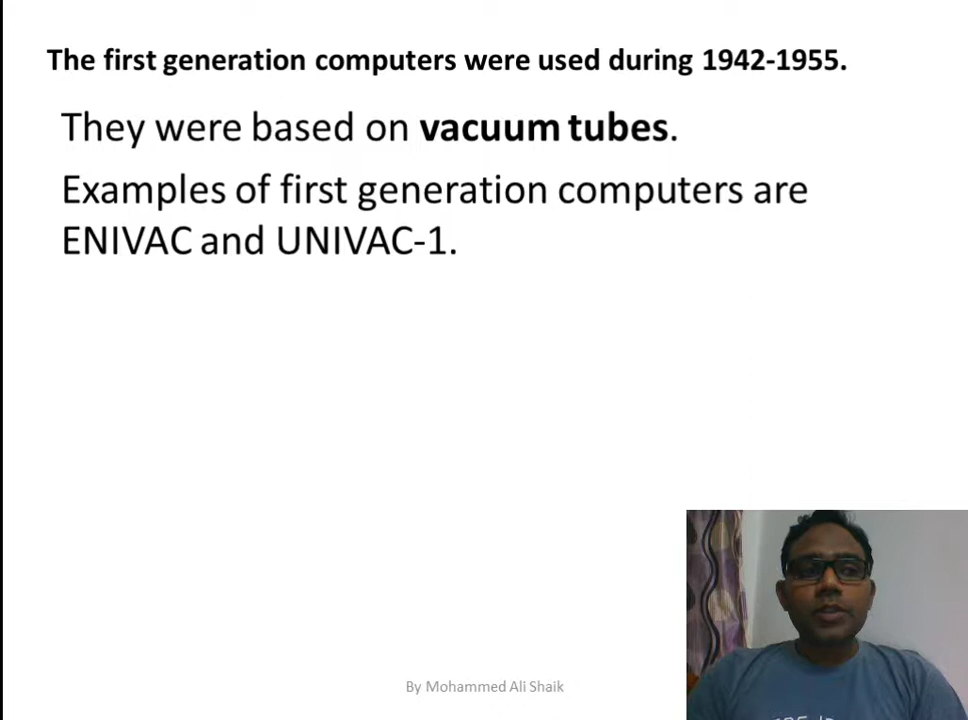 The first generation computers were used during 1942-1955.
They were based on vacuum tubes.
Examples of first generation computers are
ENIVAC and UNIVAC-1.
By Mohammed Ali Shaik